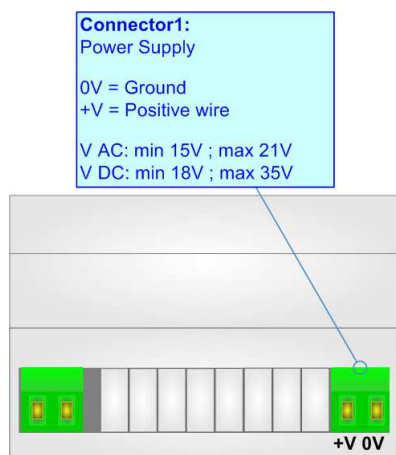 Connector1:
Power Supply
0V = Ground
+V = Positive wire
V AC: min 15V ; max 21V
V DC: min 18V ; max 35V
+V 0V